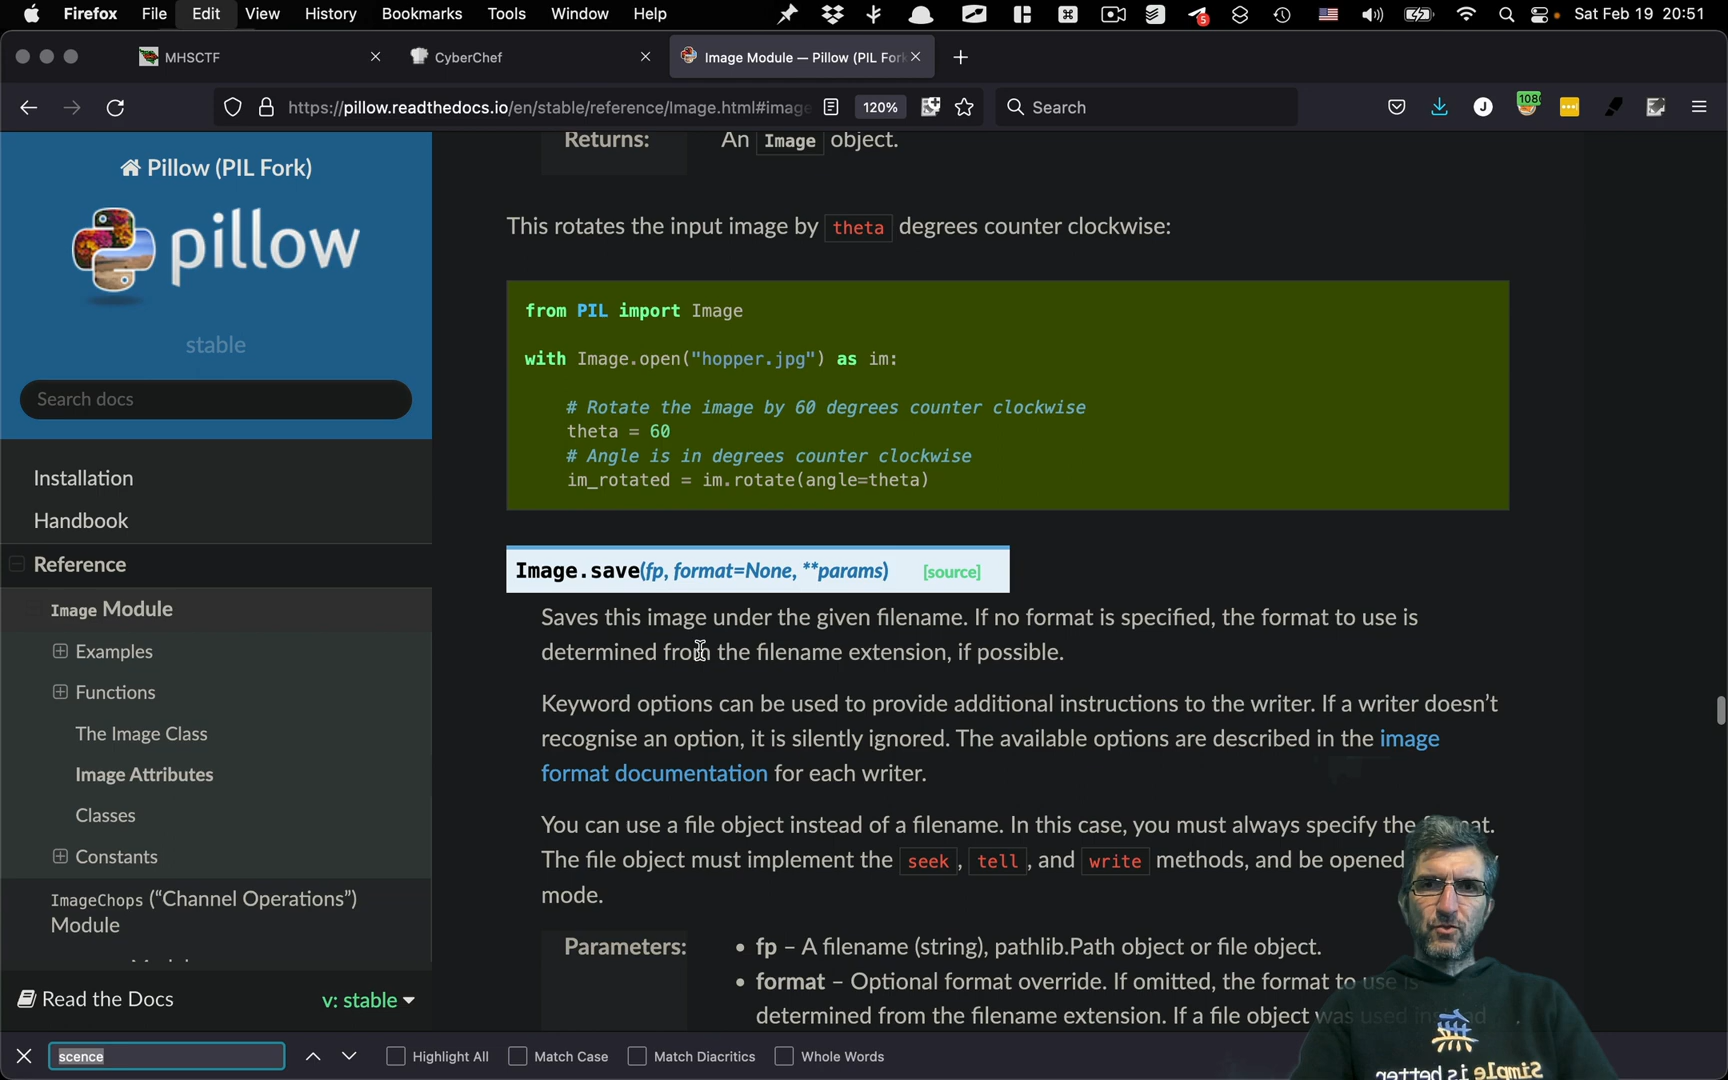 Firefox File Edit View History Bookmarks Tools Window Help 5 Sat Feb 19 20:51
MHSCTF CyberChef Image Module — Pillow (PIL Fork
https://pillow.readthedocs.io/en/stable/reference/Image.html#image 120% Search 108
Pillow (PIL Fork)
pillow
stable
Search docs
Installation
Handbook
Reference
Image Module
Examples
Functions
The Image Class
Image Attributes
Classes
Constants
ImageChops (“Channel Operations”)
Module
Read the Docs v: stable
Returns: An Image object.
This rotates the input image by theta degrees counter clockwise:
from PIL import Image
with Image.open("hopper.jpg") as im:
# Rotate the image by 60 degrees counter clockwise
theta = 60
# Angle is in degrees counter clockwise
im_rotated = im.rotate(angle=theta)
Image.save(fp, format=None, **params) [source]
Saves this image under the given filename. If no format is specified, the format to use is
determined from the filename extension, if possible.
Keyword options can be used to provide additional instructions to the writer. If a writer doesn’t
recognise an option, it is silently ignored. The available options are described in the image
format documentation for each writer.
You can use a file object instead of a filename. In this case, you must always specify the format.
The file object must implement the seek, tell, and write methods, and be opened
mode.
Parameters: • fp – A filename (string), pathlib.Path object or file object.
• format – Optional format override. If omitted, the format to use is
determined from the filename extension. If a file object was used instead
Simple is better
scence Highlight All Match Case Match Diacritics Whole Words